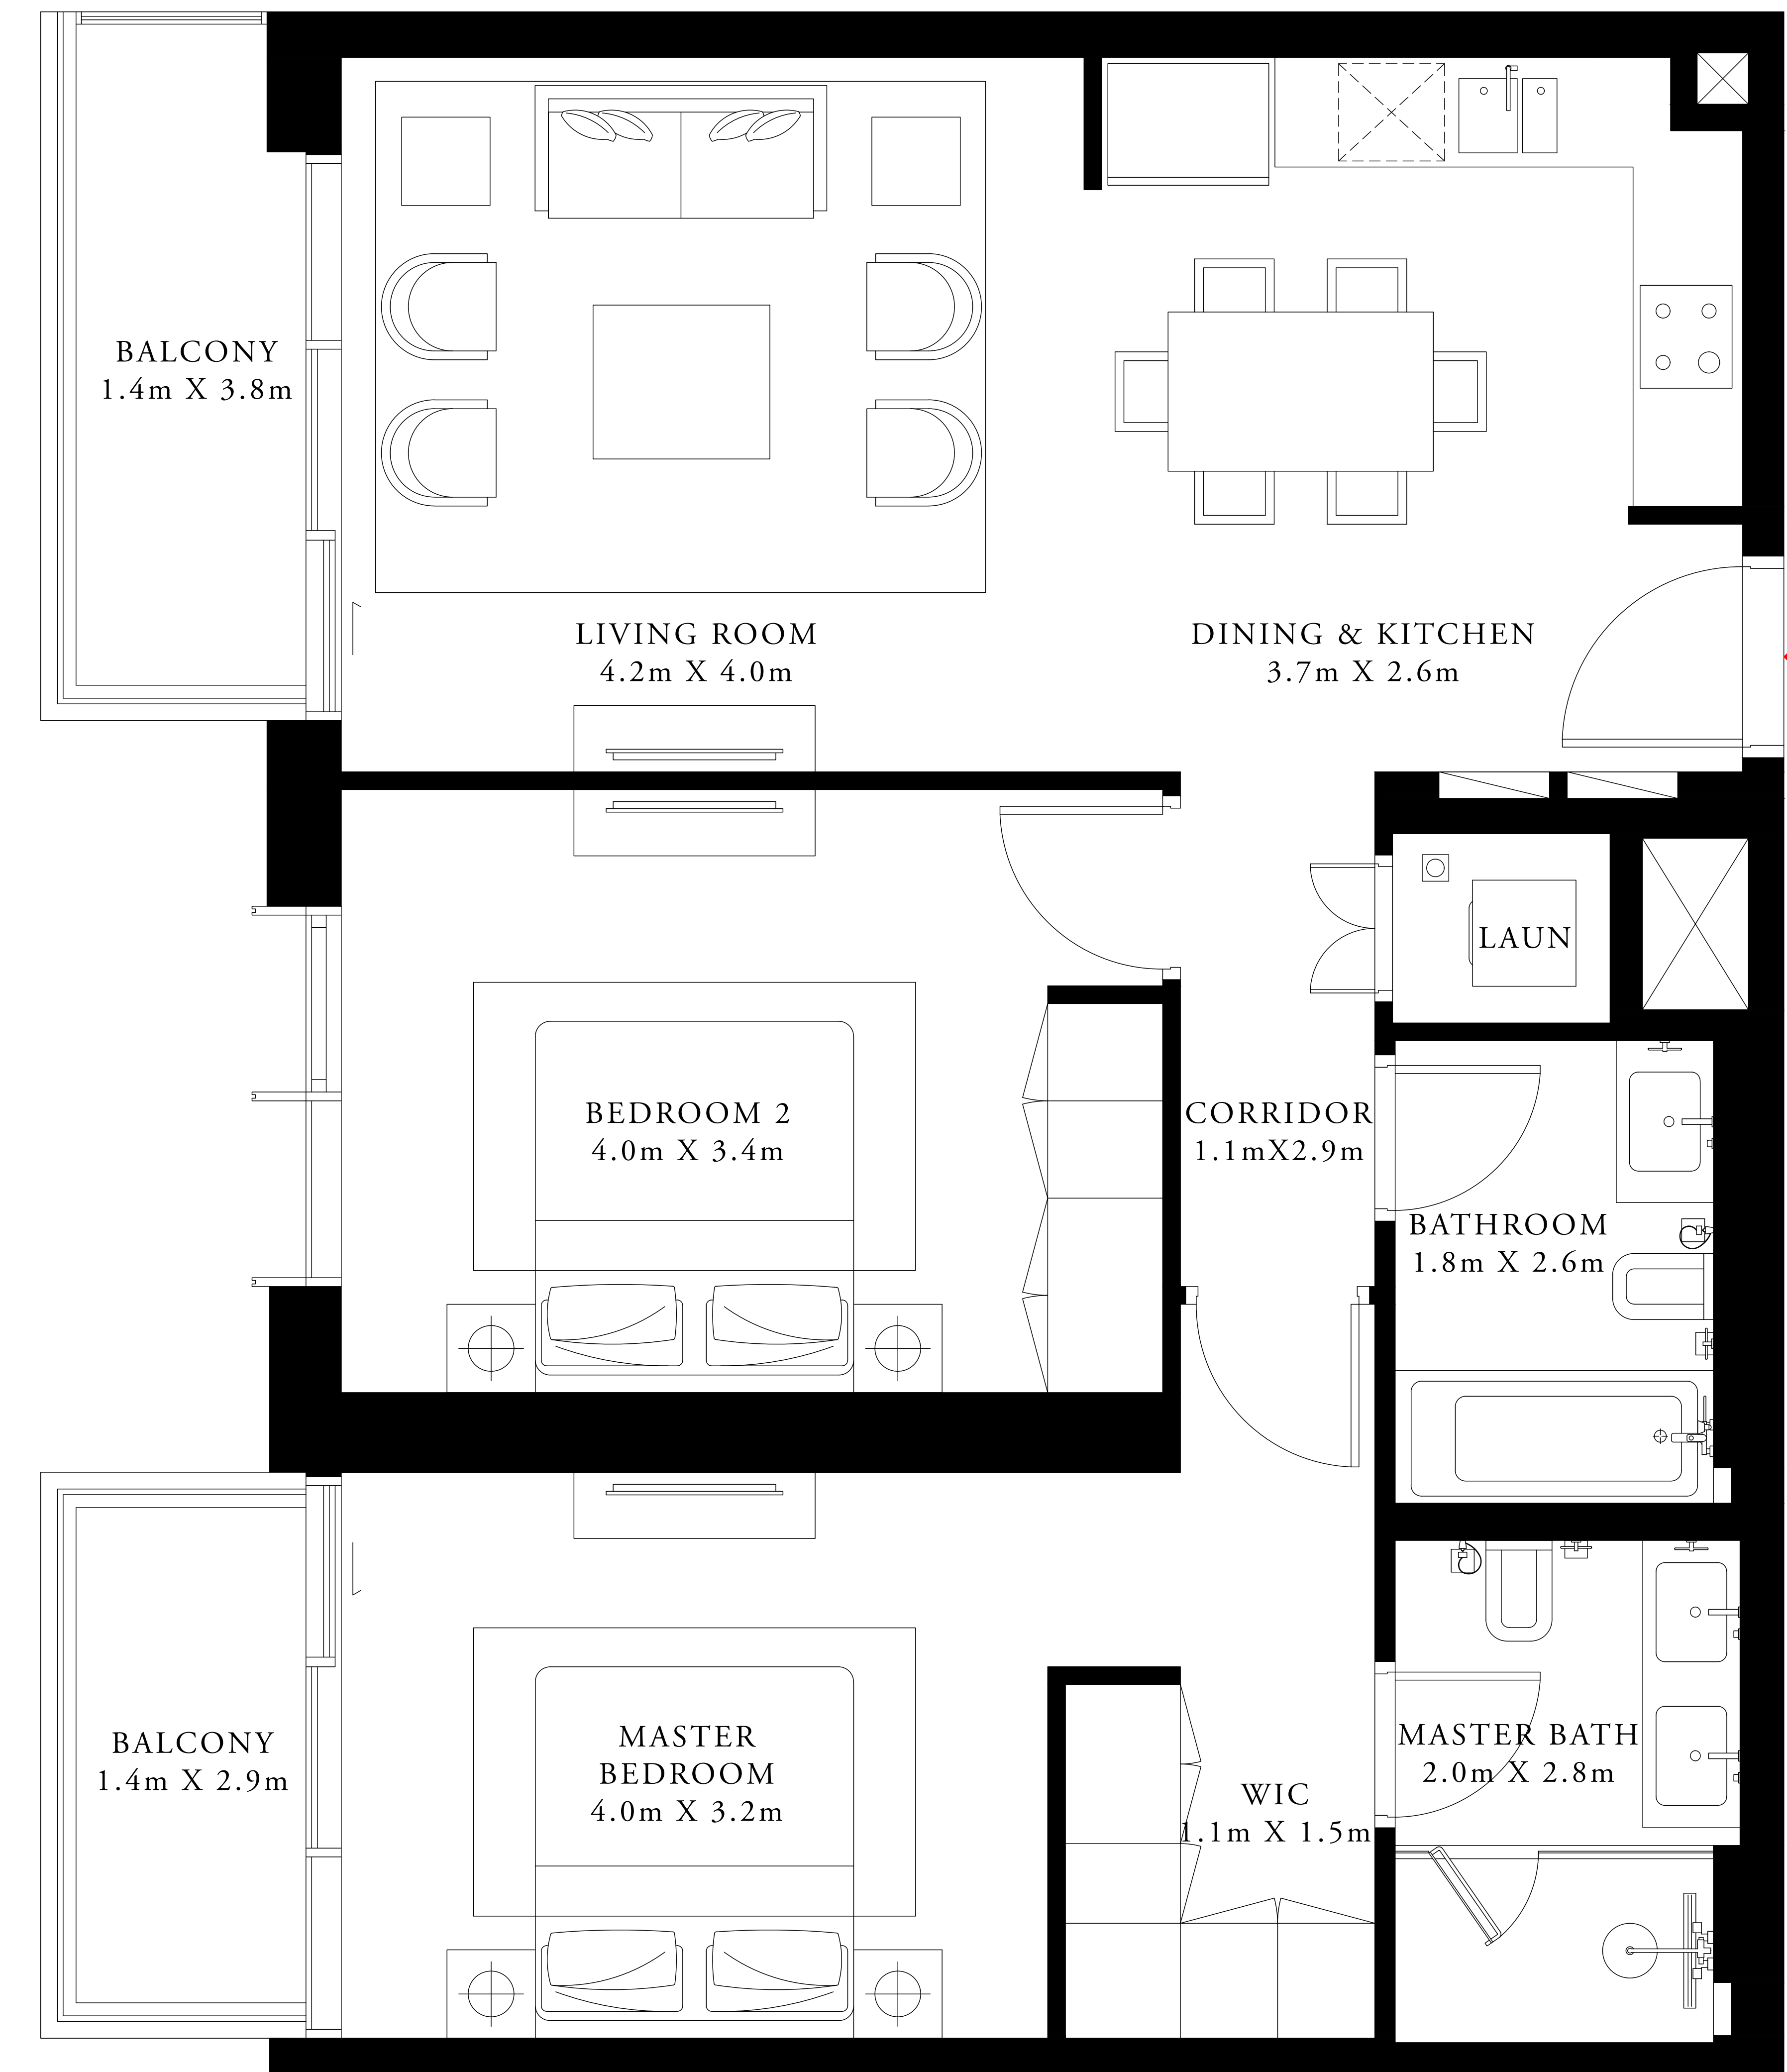 BALCONY
1.4m X 3.8m
LIVING ROOM
4.2m X 4.0m
DINING & KITCHEN
3.7m X 2.6m
LAUN
BEDROOM 2
4.0m X 3.4m
CORRIDOR
1.1mX2.9m
BATHROOM
1.8m X 2.6m
BALCONY
1.4m X 2.9m
MASTER
BEDROOM
4.0m X 3.2m
WIC
1.1m X 1.5m
MASTER BATH
2.0m X 2.8m